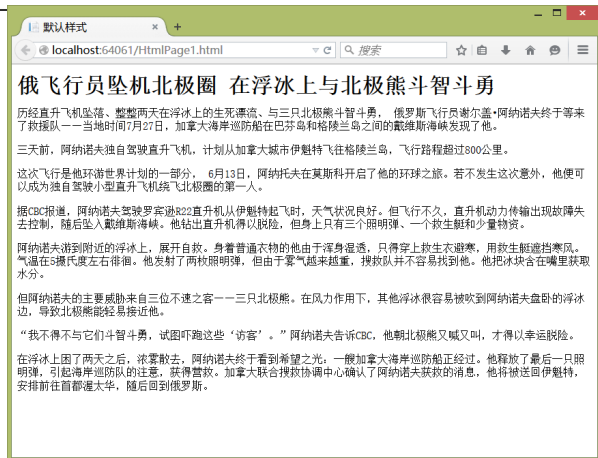 默认样式
localhost:64061/HtmlPage1.html
搜索
俄飞行员坠机北极圈 在浮冰上与北极熊斗智斗勇
历经直升飞机坠落、整整两天在浮冰上的生死漂流、与三只北极熊斗智斗勇， 俄罗斯飞行员谢尔盖•阿纳诺夫终于等来
了救援队——当地时间7月27日，加拿大海岸巡防船在巴芬岛和格陵兰岛之间的戴维斯海峡发现了他。
三天前，阿纳诺夫独自驾驶直升飞机，计划从加拿大城市伊魁特飞往格陵兰岛，飞行路程超过800公里。
这次飞行是他环游世界计划的一部分， 6月13日，阿纳托夫在莫斯科开启了他的环球之旅。若不发生这次意外，他便可
以成为独自驾驶小型直升飞机绕飞北极圈的第一人。
据CBC报道，阿纳诺夫驾驶罗宾逊R22直升机从伊魁特起飞时，天气状况良好。但飞行不久，直升机动力传输出现故障失
去控制，随后坠入戴维斯海峡。他钻出直升机得以脱险，但身上只有三个照明弹、一个救生艇和少量物资。
阿纳诺夫游到附近的浮冰上，展开自救。身着普通衣物的他由于浑身湿透，只得穿上救生衣避寒，用救生艇遮挡寒风。
气温在5摄氏度左右徘徊。他发射了两枚照明弹，但由于雾气越来越重，搜救队并不容易找到他。他把冰块含在嘴里获取
水分。
但阿纳诺夫的主要威胁来自三位不速之客——三只北极熊。在风力作用下，其他浮冰很容易被吹到阿纳诺夫盘卧的浮冰
边，导致北极熊能轻易接近他。
“我不得不与它们斗智斗勇，试图吓跑这些‘访客’。”阿纳诺夫告诉CBC，他朝北极熊又喊又叫，才得以幸运脱险。
在浮冰上困了两天之后，浓雾散去，阿纳诺夫终于看到希望之光：一艘加拿大海岸巡防船正经过。他释放了最后一只照
明弹，引起海岸巡防队的注意，获得营救。加拿大联合搜救协调中心确认了阿纳诺夫获救的消息，他将被送回伊魁特，
安排前往首都渥太华，随后回到俄罗斯。